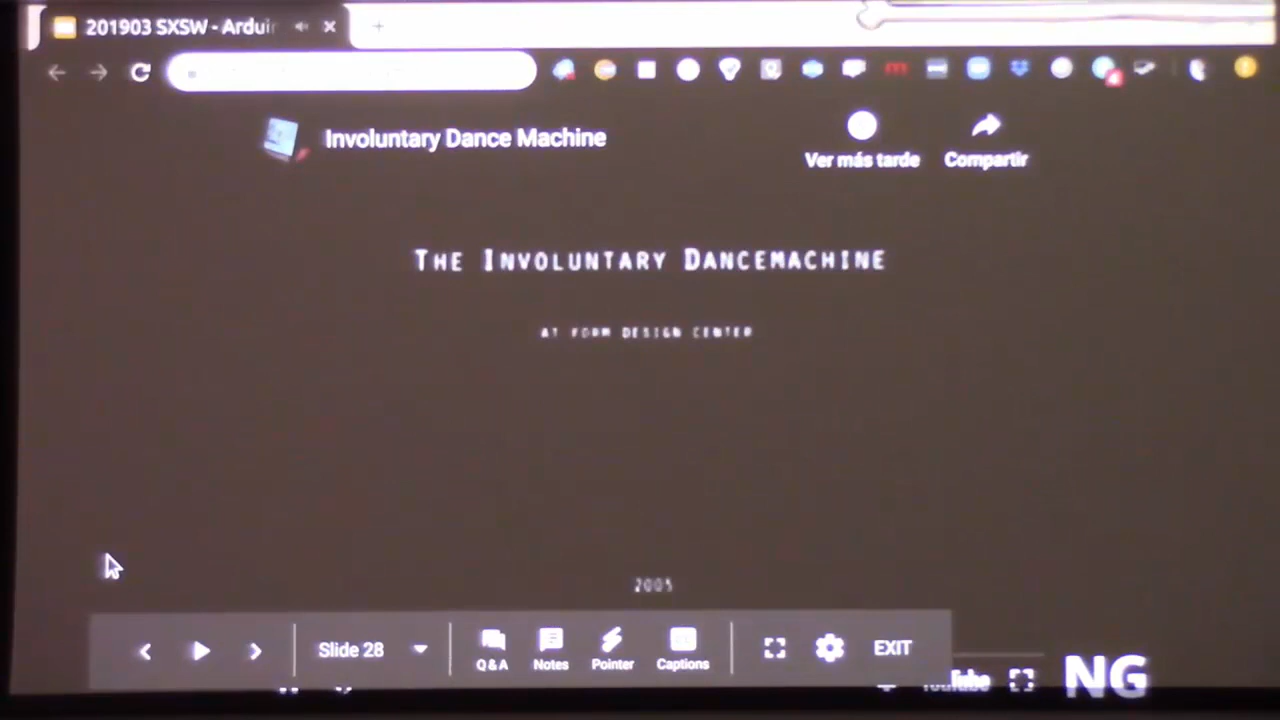 201903 SXSW - Ardui
Involuntary Dance Machine
Ver más tarde
Compartir
THE INVOLUNTARY DANCEMACHINE
AT FORM DESIGN CENTER
2005
Slide 28
Q&A
Notes
Pointer
Captions
EXIT
YouTube
NG